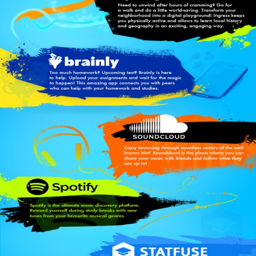 Need to unwind after hours of cramming? Go for
a walk and do a little world-saving. Transform your
neighborhood into a digital playground! Ingress keeps
you physically active and allows to learn local history
and geography in an exciting, engaging way.
brainly
Too much homework? Upcoming test? Brainly is here
to help. Upload your assignments and wait for the magic
to happen! This amazing app connects you with peers
who can help with your homework and studies.
SOUNDCLOUD
Enjoy browsing through countless covers of the well
known hits? Soundcloud is the place where you can
share your music with friends and follow what they
are up to!
Spotify
Spotify is the ultimate music discovery platform.
Reward yourself during study breaks with new
tunes from your favourite musical genres.
STATFUSE